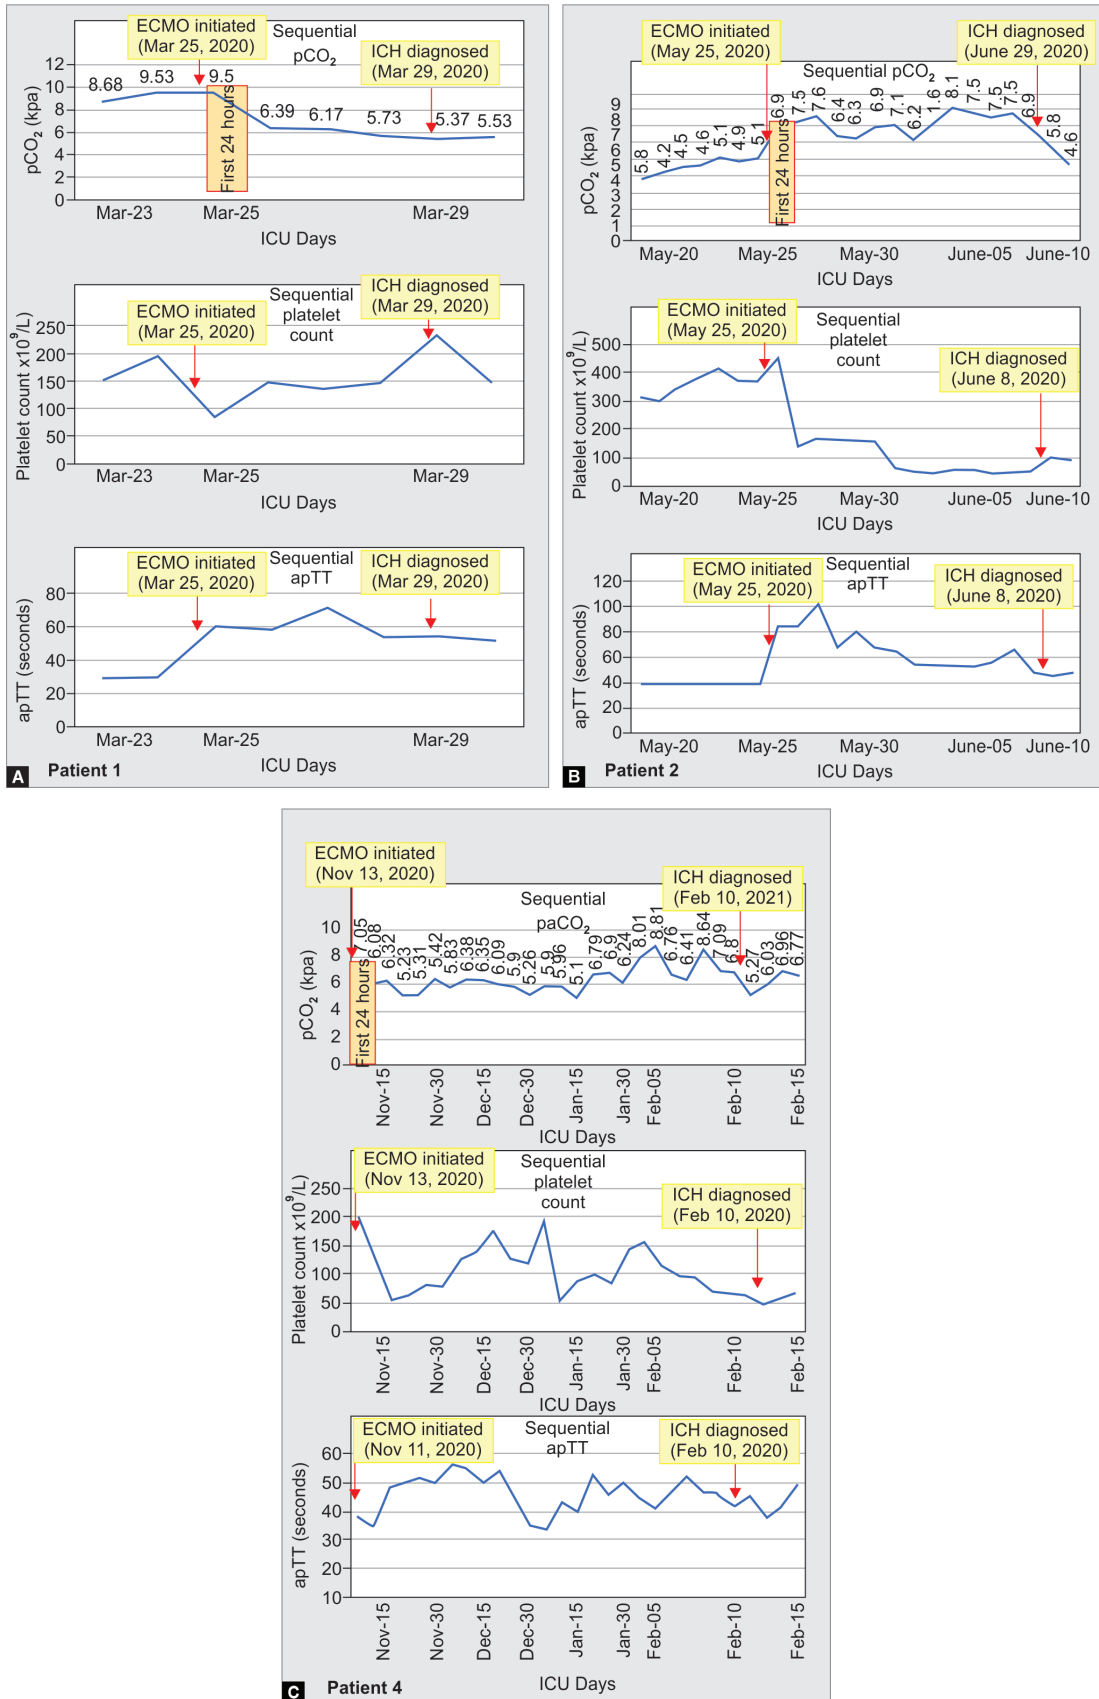 ECMO initiated
(Mar 25, 2020)
Sequential
pCO2
ICH diagnosed
(Mar 29, 2020)
pCO2 (kpa)
12
10
8
6
4
2
0
8.68 9.53 9.5 6.39 6.17 5.73 5.37 5.53
First 24 hours
Mar-23 Mar-25 Mar-29
ICU Days
ECMO initiated
(Mar 25, 2020)
Sequential
platelet
count
ICH diagnosed
(Mar 29, 2020)
Platelet count x10^9/L)
250
200
150
100
50
0
Mar-23 Mar-25 Mar-29
ICU Days
ECMO initiated
(Mar 25, 2020)
Sequential
apTT
ICH diagnosed
(Mar 29, 2020)
apTT (seconds)
80
60
40
20
0
Mar-23 Mar-25 Mar-29
ICU Days
A Patient 1
ECMO initiated
(May 25, 2020)
ICH diagnosed
(June 29, 2020)
Sequential pCO2
pCO2 (kpa)
9
8
7
6
5
4
3
2
1
0
5.8 4.2 4.5 4.6 5.1 4.9 5.1 6.9 7.5 7.6 6.4 6.3 6.9 7.1 6.2 1.6 8.1 7.5 7.5 7.5 6.9 5.8 4.6
First 24 hours
May-20 May-25 May-30 June-05 June-10
ICU Days
ECMO initiated
(May 25, 2020)
Sequential
platelet
count
ICH diagnosed
(June 8, 2020)
Platelet count x10^9/L)
500
400
300
200
100
0
May-20 May-25 May-30 June-05 June-10
ICU Days
ECMO initiated
(May 25, 2020)
Sequential
apTT
ICH diagnosed
(June 8, 2020)
apTT (seconds)
120
100
80
60
40
20
0
May-20 May-25 May-30 June-05 June-10
ICU Days
B Patient 2
ECMO initiated
(Nov 13, 2020)
Sequential
paCO2
ICH diagnosed
(Feb 10, 2021)
pCO2 (kpa)
10
8
6
4
2
0
7.05 6.08 6.32 5.23 5.31 5.42 5.83 6.38 6.35 6.09 5.9 5.26 5.9 5.96 5.1 6.79 6.9 6.24 8.01 8.81 6.76 6.41 8.64 7.09 6.8 5.27 6.03 6.96 6.77
First 24 hours
Nov-15 Nov-30 Dec-15 Dec-30 Jan-15 Jan-30 Feb-05 Feb-10 Feb-15
ICU Days
ECMO initiated
(Nov 13, 2020)
Sequential
platelet
count
ICH diagnosed
(Feb 10, 2020)
Platelet count x10^9/L)
250
200
150
100
50
0
Nov-15 Nov-30 Dec-15 Dec-30 Jan-15 Jan-30 Feb-05 Feb-10 Feb-15
ICU Days
ECMO initiated
(Nov 11, 2020)
Sequential
apTT
ICH diagnosed
(Feb 10, 2020)
apTT (seconds)
60
50
40
30
20
10
Nov-15 Nov-30 Dec-15 Dec-30 Jan-15 Jan-30 Feb-05 Feb-10 Feb-15
ICU Days
C Patient 4